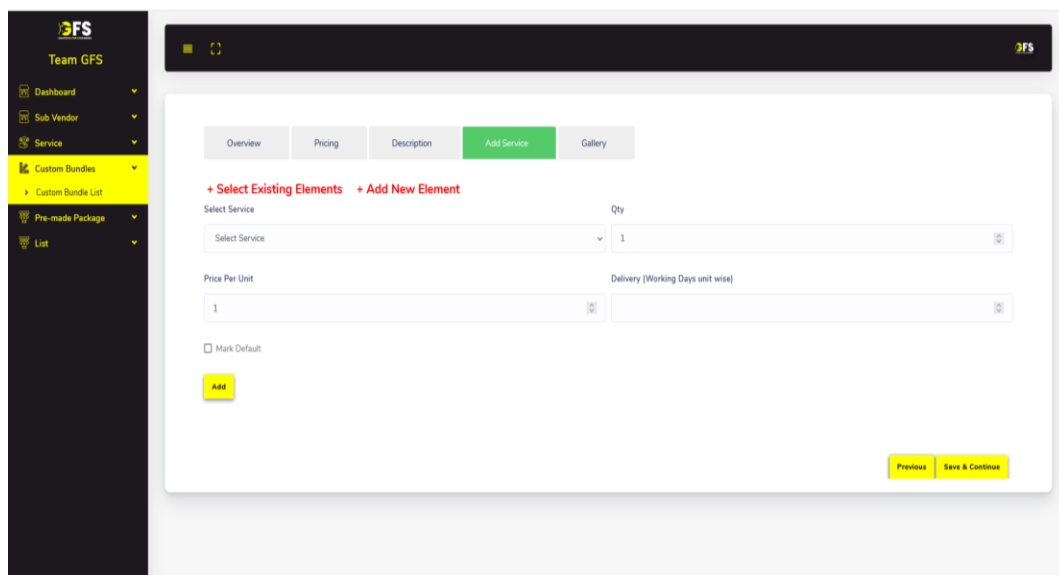 GFS
Team GFS
Dashboard
Sub Vendor
Service
Custom Bundles
Custom Bundle List
Pre-made Package
List
GFS
Overview Pricing Description Add Service Gallery
+ Select Existing Elements + Add New Element
Select Service Qty
Select Service 1
Price Per Unit Delivery (Working Days unit wise)
1
Mark Default
Add
Previous Save & Continue